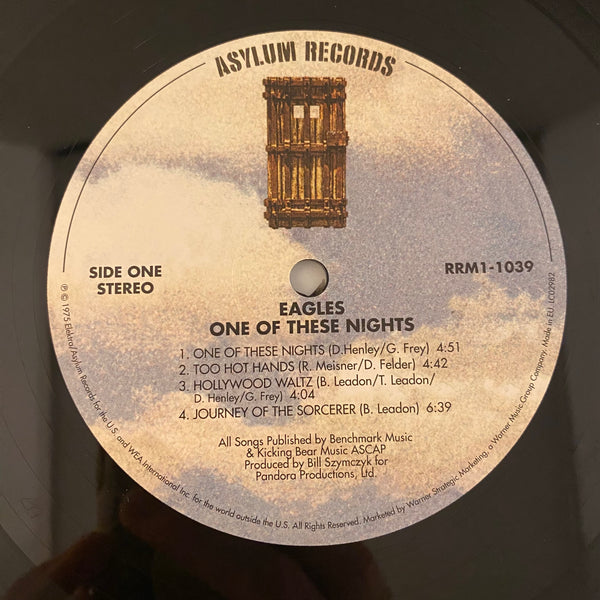 ASYLUM RECORDS
SIDE ONE
STEREO
RRM1-1039
EAGLES
ONE OF THESE NIGHTS
1. ONE OF THESE NIGHTS (D.Henley/G. Frey) 4:51
2. TOO HOT HANDS (R. Meisner/D. Felder) 4:42
3. HOLLYWOOD WALTZ (B. Leadon/T. Leadon/
D. Henley/G. Frey) 4:04
4. JOURNEY OF THE SORCERER (B. Leadon) 6:39
All Songs Published by Benchmark Music
& Kicking Bear Music ASCAP
Produced by Bill Szymczyk for
Pandora Productions, Ltd.
℗ © 1975 Elektra/Asylum Records for the U.S. and WEA International Inc. for the world outside the U.S. All Rights Reserved. Marketed by Warner Strategic Marketing, a Warner Music Group Company. Made in EU. LC02982